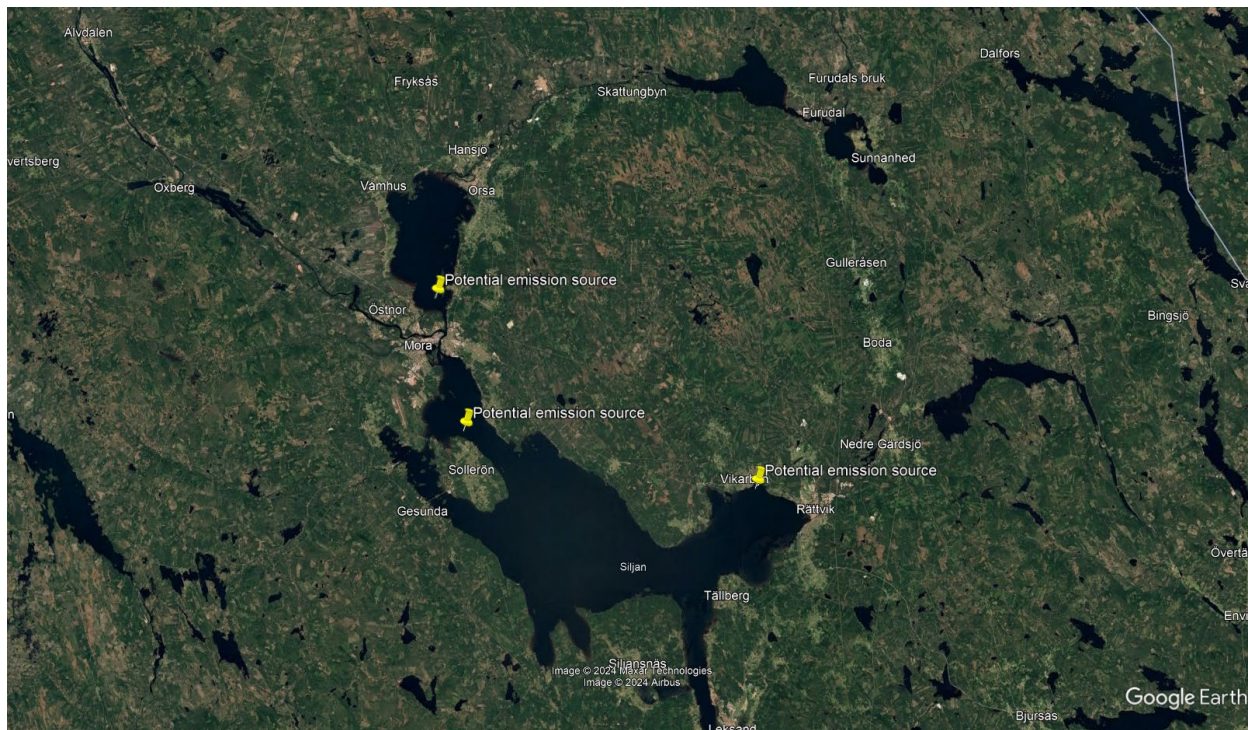 Älvdalen
Dalfors
Fryksås
Furudals bruk
Skattungbyn
Furudal
Hansjö
Sunnanhed
vertsberg
Våmhus
Oxberg
Orsa
Gulleråsen
Potential emission source
Östnor
Bingsjö
Mora
Boda
Potential emission source
Nedre Gärdsjö
Sollerön
Potential emission source
Gesunda
Rättvik
Siljan
Tällberg
Siljansnäs
Image © 2024 Maxar Technologies
Image © 2024 Airbus
Google Earth
Bjursås
Leksand